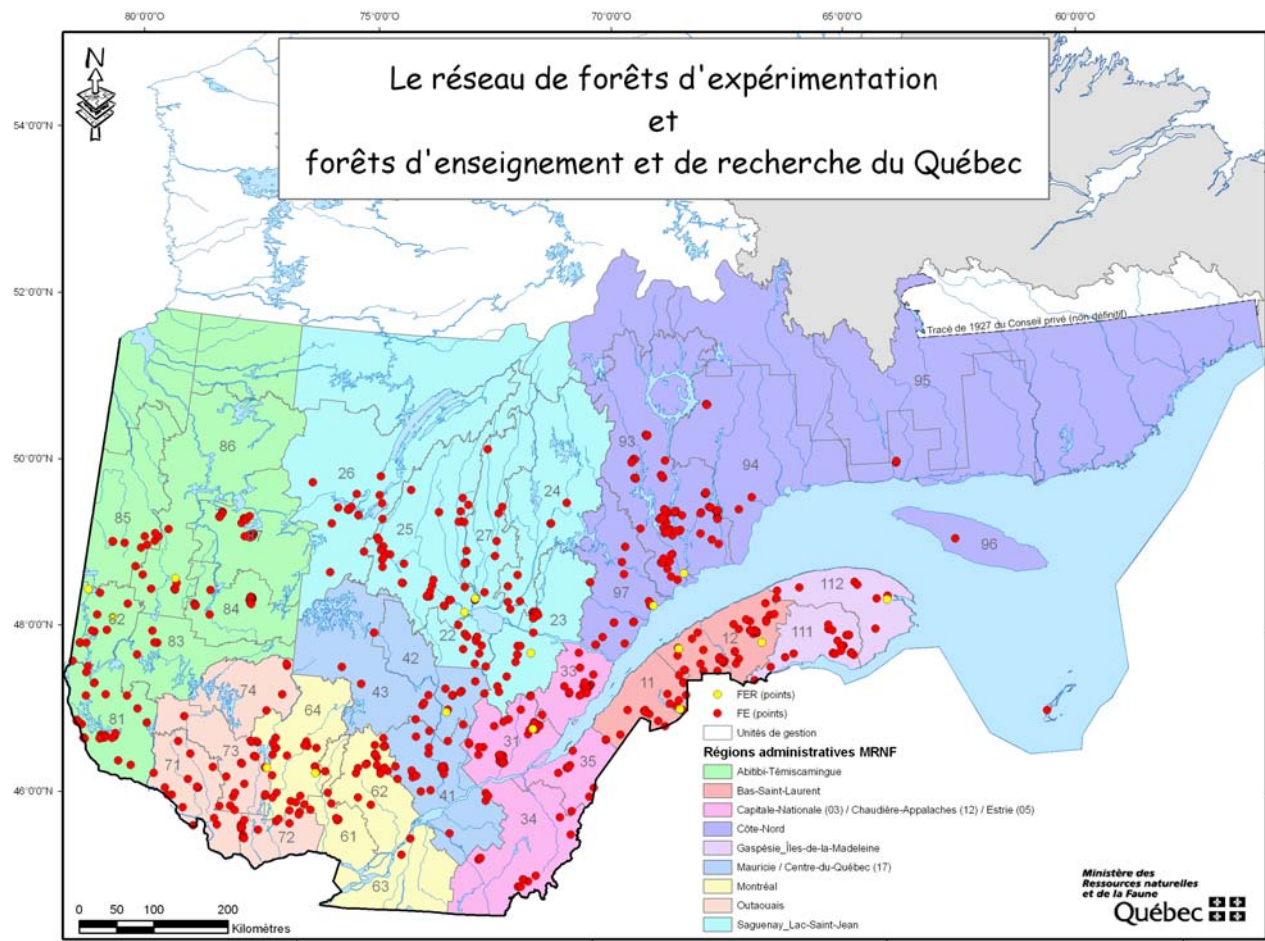 80°0'0"O
75°0'0"O
70°0'0"O
65°0'0"O
60°0'0"O
N
Le réseau de forêts d'expérimentation
et
forêts d'enseignement et de recherche du Québec
54°0'0"N
52°0'0"N
50°0'0"N
48°0'0"N
46°0'0"N
Tracé de 1927 du Conseil privé (non définitif)
95
86
93
94
26
24
85
25
27
87
96
97
84
82
22
23
112
83
42
12
111
33
74
43
11
64
81
31
73
35
71
62
41
34
72
61
63
FER (points)
FE (points)
Unités de gestion
Régions administratives MRNF
Abitibi-Témiscamingue
Bas-Saint-Laurent
Capitale-Nationale (03) / Chaudière-Appalaches (12) / Estrie (05)
Côte-Nord
Gaspésie_Îles-de-la-Madeleine
Mauricie / Centre-du-Québec (17)
Montréal
Outaouais
Saguenay_Lac-Saint-Jean
0 50 100 200
Kilomètres
Ministère des
Ressources naturelles
et de la Faune
Québec